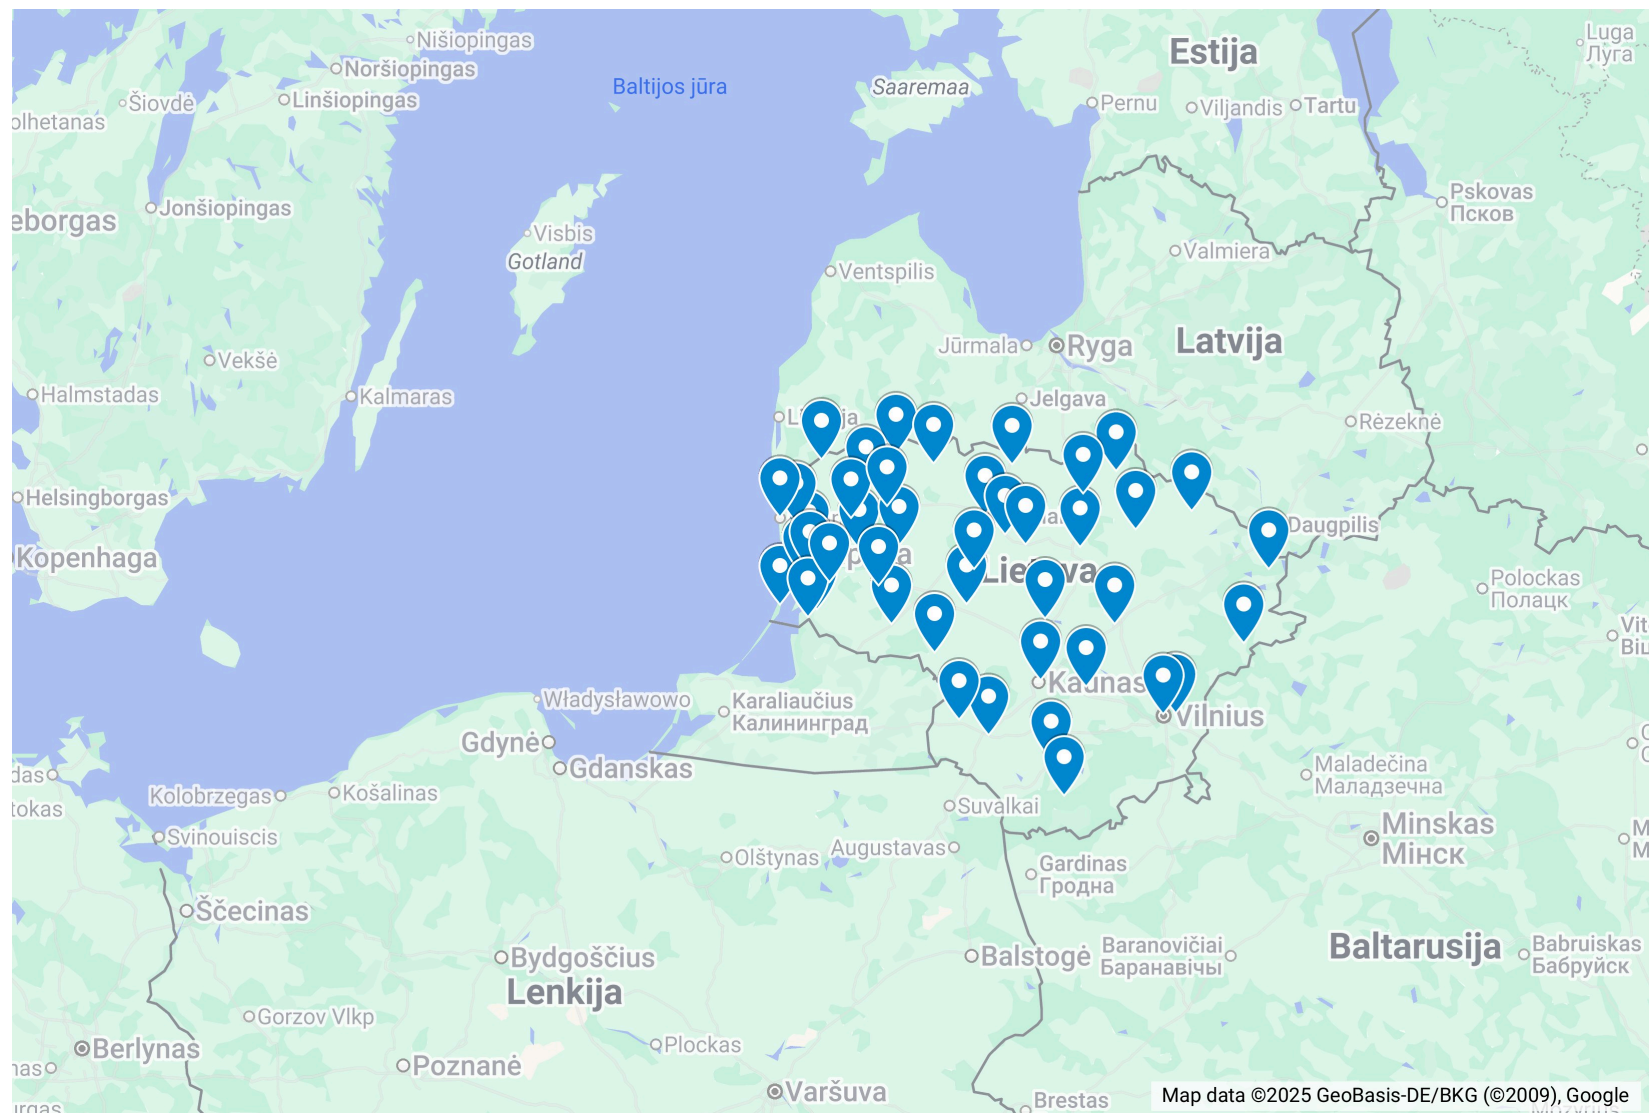 Nišiopingas
Estija
Luga
Луга
Noršiopingas
Baltijos jūra
Saaremaa
Šiovdė
Linšiopingas
Pernu
Viljandis
Tartu
olhetanas
Pskovas
Псков
Jonšiopingas
eborgas
Visbis
Gotland
Valmiera
Ventspilis
Latvija
Jūrmala
Ryga
Vekšė
Halmstadas
Kalmaras
Jelgava
Rėzeknė
Helsingborgas
Daugpilis
Kopenhaga
Polockas
Полацк
Kaunas
Vilnius
Władysławowo
Karaliaučius
Калининград
Gdynė
Gdanskas
Maladečina
Маладзечна
das
Kolobrzegas
Košalinas
Suvalkai
tokas
Minskas
Мінск
Svinouiscis
Olštynas
Augustavas
Gardinas
Гродна
Ščecinas
Baltarusija
Babruiskas
Бабруйск
Baranovičiai
Баранавічы
Balstogė
Bydgoščius
Lenkija
Gorzov Vlkp
Plockas
Berlynas
Poznanė
Varšuva
Brestas
Map data ©2025 GeoBasis-DE/BKG (©2009), Google